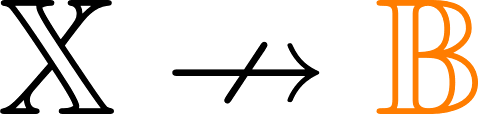 𝕏 ↛ 𝔹